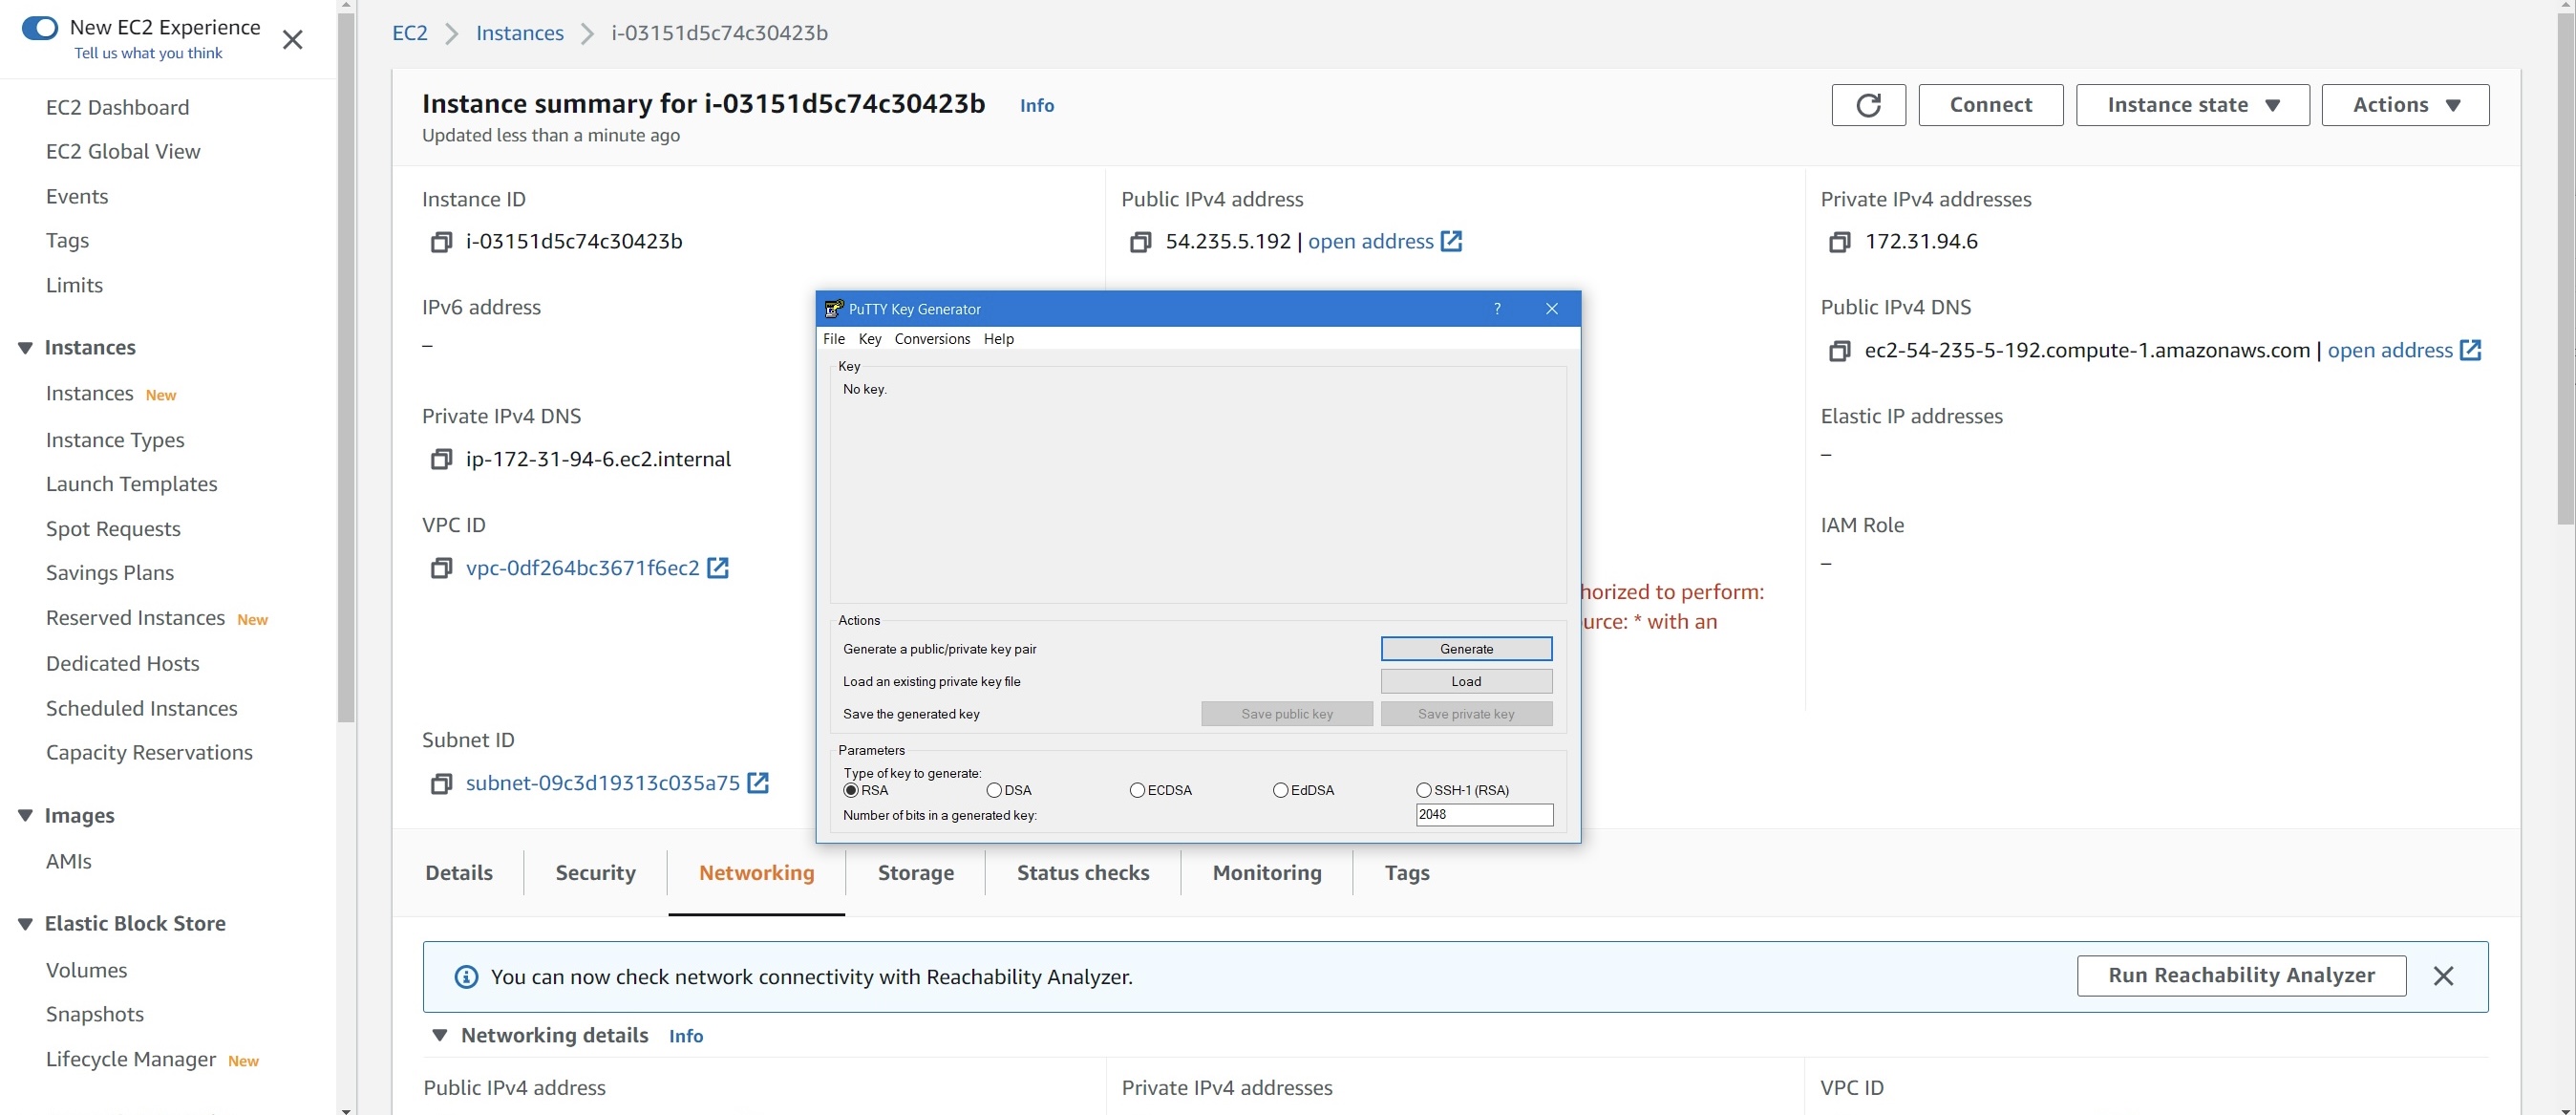 New EC2 Experience
Tell us what you think
EC2 Dashboard
EC2 Global View
Events
Tags
Limits
Instances
Instances New
Instance Types
Launch Templates
Spot Requests
Savings Plans
Reserved Instances New
Dedicated Hosts
Scheduled Instances
Capacity Reservations
Images
AMIs
Elastic Block Store
Volumes
Snapshots
Lifecycle Manager New
EC2 Instances i-03151d5c74c30423b
Instance summary for i-03151d5c74c30423b Info
Updated less than a minute ago
Connect Instance state Actions
Instance ID
i-03151d5c74c30423b
Public IPv4 address
54.235.5.192 | open address
Private IPv4 addresses
172.31.94.6
IPv6 address
–
Public IPv4 DNS
ec2-54-235-5-192.compute-1.amazonaws.com | open address
Private IPv4 DNS
ip-172-31-94-6.ec2.internal
Elastic IP addresses
–
VPC ID
vpc-0df264bc3671f6ec2
horized to perform:
urce: * with an
IAM Role
–
Subnet ID
subnet-09c3d19313c035a75
PuTTY Key Generator ?
File Key Conversions Help
Key
No key.
Actions
Generate a public/private key pair Generate
Load an existing private key file Load
Save the generated key Save public key Save private key
Parameters
Type of key to generate:
RSA DSA ECDSA EdDSA SSH-1 (RSA)
Number of bits in a generated key: 2048
Details Security Networking Storage Status checks Monitoring Tags
You can now check network connectivity with Reachability Analyzer.
Run Reachability Analyzer
Networking details Info
Public IPv4 address Private IPv4 addresses VPC ID